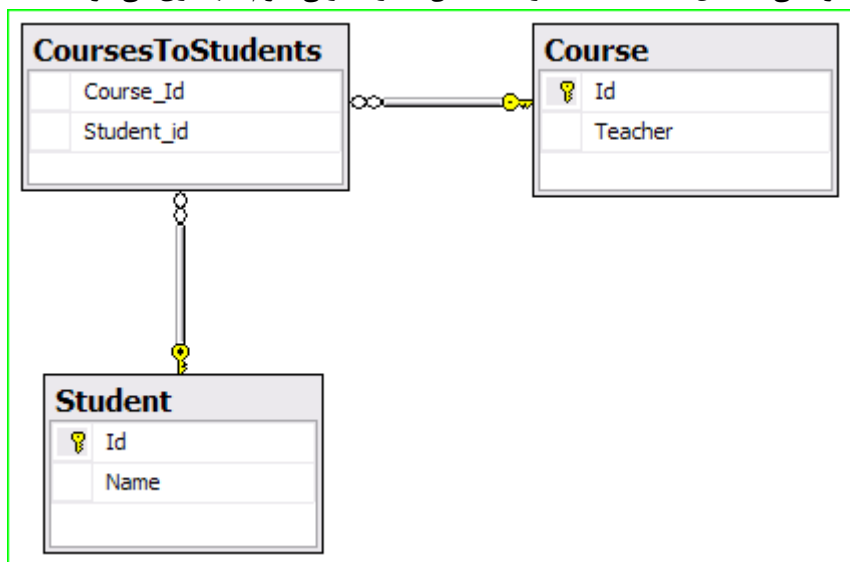 CoursesToStudents
Course_Id
Student_id
Course
Id
Teacher
Student
Id
Name